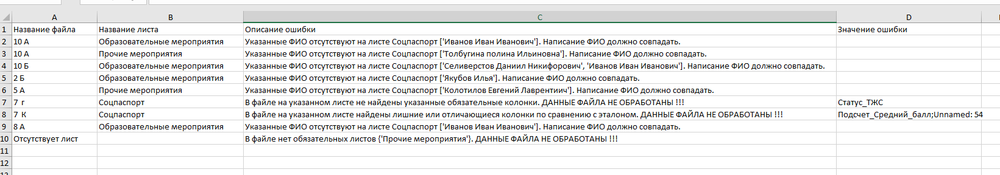 A B C D
1 Название файла Название листа Описание ошибки Значение ошибки
2 10 А Образовательные мероприятия Указанные ФИО отсутствуют на листе Соцпаспорт ['Иванов Иван Иванович']. Написание ФИО должно совпадать.
3 10 А Прочие мероприятия Указанные ФИО отсутствуют на листе Соцпаспорт ['Толбугина полина Ильиновна']. Написание ФИО должно совпадать.
4 10 Б Образовательные мероприятия Указанные ФИО отсутствуют на листе Соцпаспорт ['Селиверстов Даниил Никифорович', 'Иванов Иван Иванович']. Написание ФИО должно совпадать.
5 2 Б Образовательные мероприятия Указанные ФИО отсутствуют на листе Соцпаспорт ['Якубов Илья']. Написание ФИО должно совпадать.
6 5 А Прочие мероприятия Указанные ФИО отсутствуют на листе Соцпаспорт ['Колотилов Евгений Лаврентиич']. Написание ФИО должно совпадать.
7 7 г Соцпаспорт В файле на указанном листе не найдены указанные обязательные колонки. ДАННЫЕ ФАЙЛА НЕ ОБРАБОТАНЫ !!! Статус_ТЖС
8 7 К Соцпаспорт В файле на указанном листе найдены лишние или отличающиеся колонки по сравнению с эталоном. ДАННЫЕ ФАЙЛА НЕ ОБРАБОТАНЫ !!! Подсчет_Средний_балл;Unnamed: 54
9 8 А Образовательные мероприятия Указанные ФИО отсутствуют на листе Соцпаспорт ['Иванов Иван Иванович']. Написание ФИО должно совпадать.
10 Отсутствует лист В файле нет обязательных листов {'Прочие мероприятия'}. ДАННЫЕ ФАЙЛА НЕ ОБРАБОТАНЫ !!!
11
12